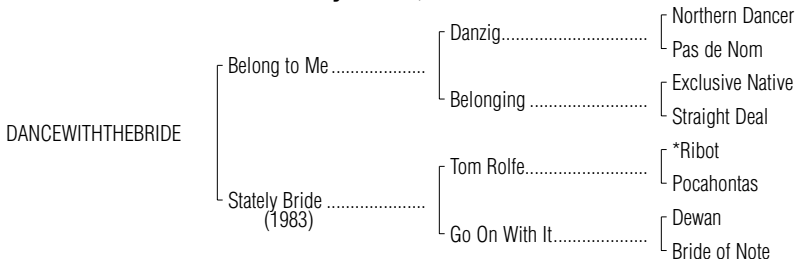 Northern Dancer
Danzig
Pas de Nom
Belong to Me
Exclusive Native
Belonging
Straight Deal
DANCEWITHTHEBRIDE
*Ribot
Tom Rolfe
Pocahontas
Stately Bride
(1983)
Dewan
Go On With It
Bride of Note